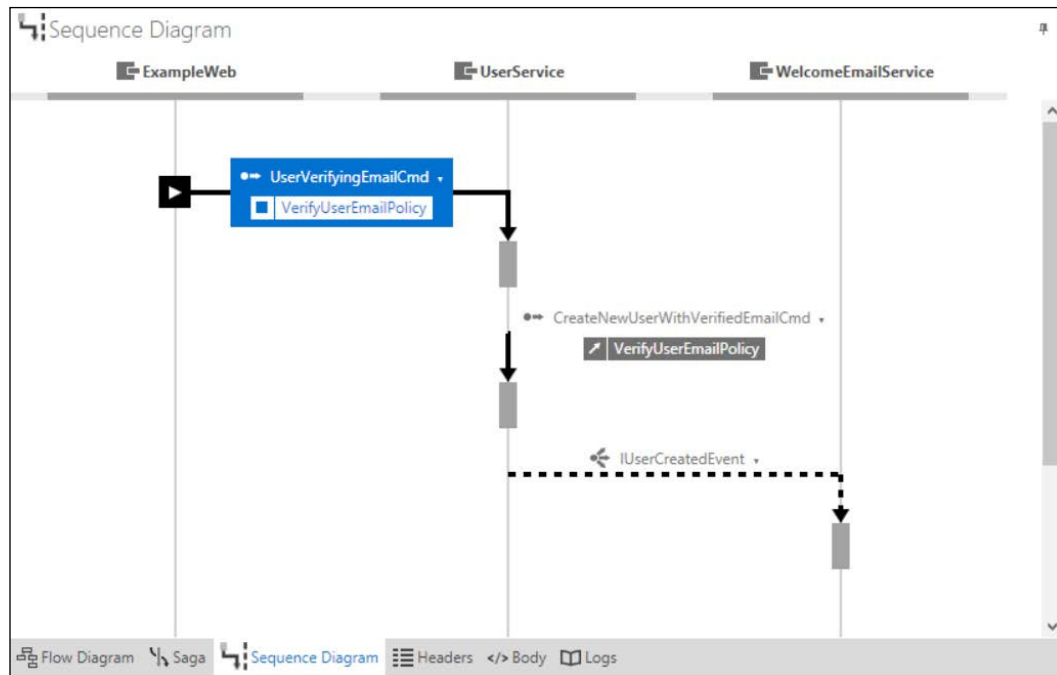 Sequence Diagram
ExampleWeb UserService WelcomeEmailService
UserVerifyingEmailCmd
VerifyUserEmailPolicy
CreateNewUserWithVerifiedEmailCmd
VerifyUserEmailPolicy
IUserCreatedEvent
Flow Diagram Saga Sequence Diagram Headers </> Body Logs